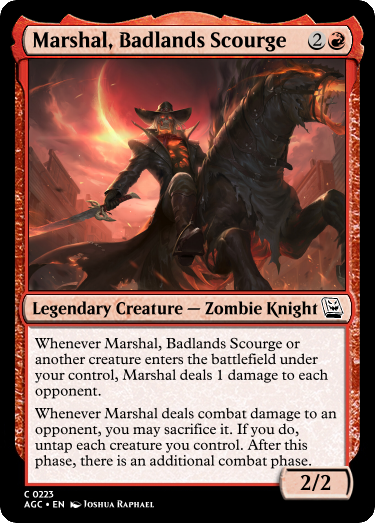 Marshal, Badlands Scourge 2
Legendary Creature — Zombie Knight
Whenever Marshal, Badlands Scourge or
another creature enters the battlefield under
your control, Marshal deals 1 damage to each
opponent.
Whenever Marshal deals combat damage to an
opponent, you may sacrifice it. If you do,
untap each creature you control. After this
phase, there is an additional combat phase.
2/2
C 0223
AGC • EN Joshua Raphael